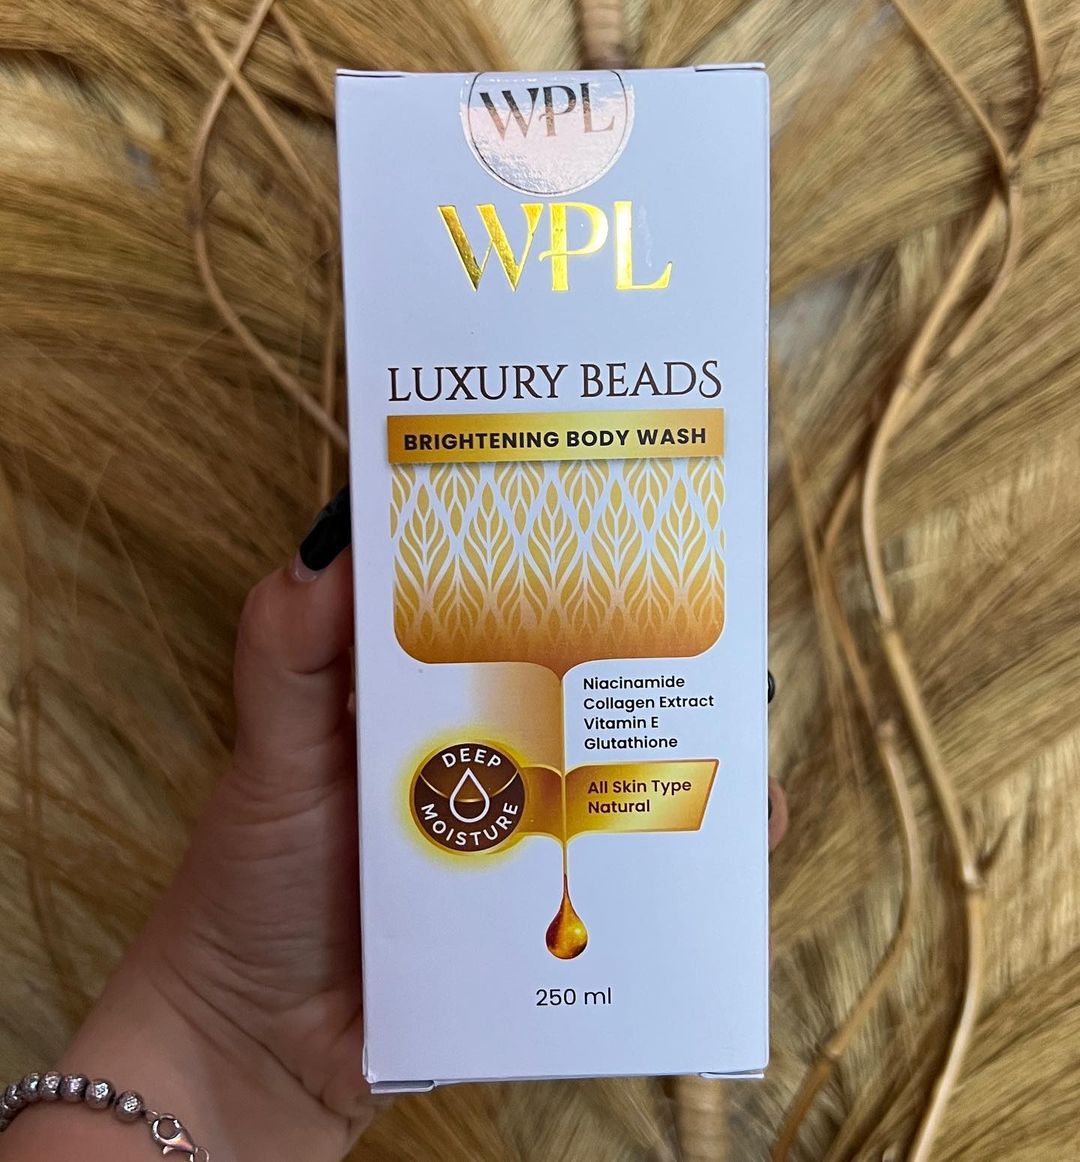 WPL
WPL
LUXURY BEADS
BRIGHTENING BODY WASH
Niacinamide
Collagen Extract
Vitamin E
Glutathione
DEEP
MOISTURE
All Skin Type
Natural
250 ml